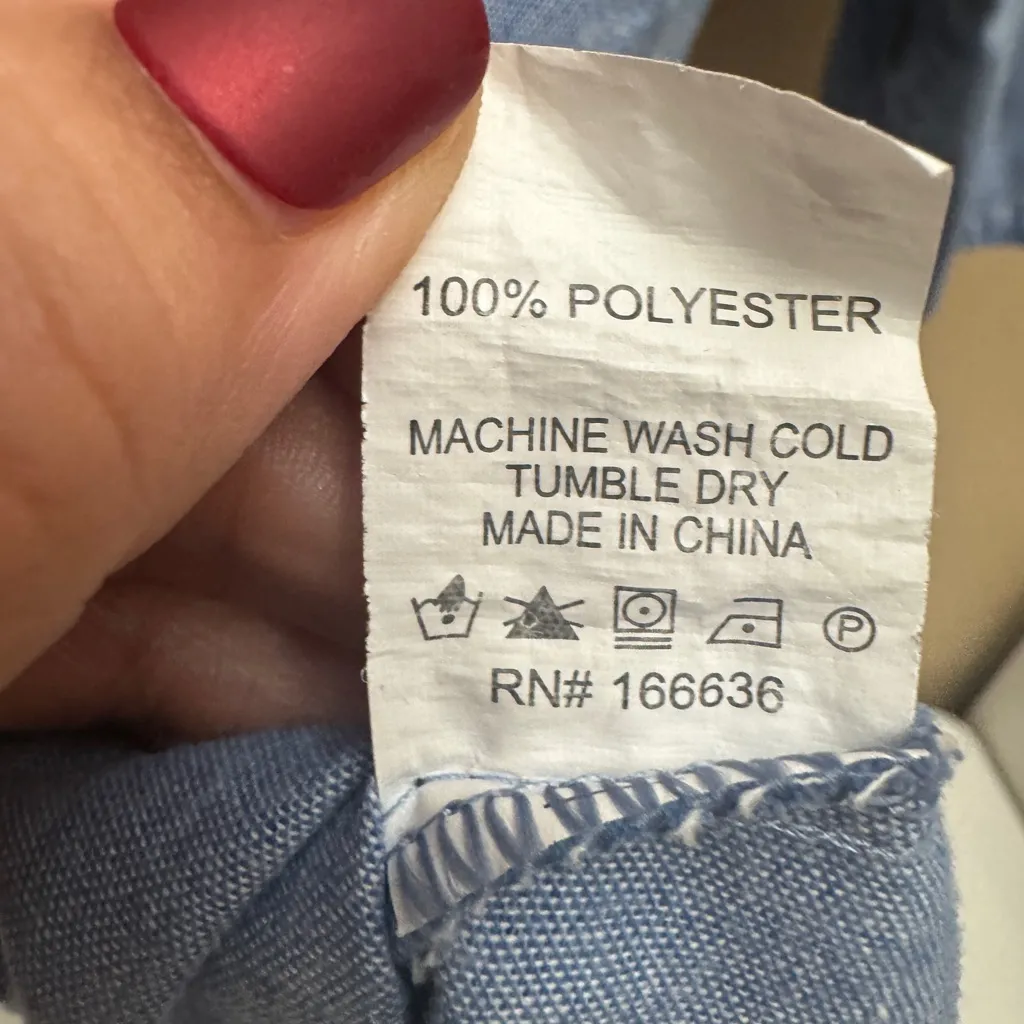 100% POLYESTER
MACHINE WASH COLD
TUMBLE DRY
MADE IN CHINA
P
RN# 166636